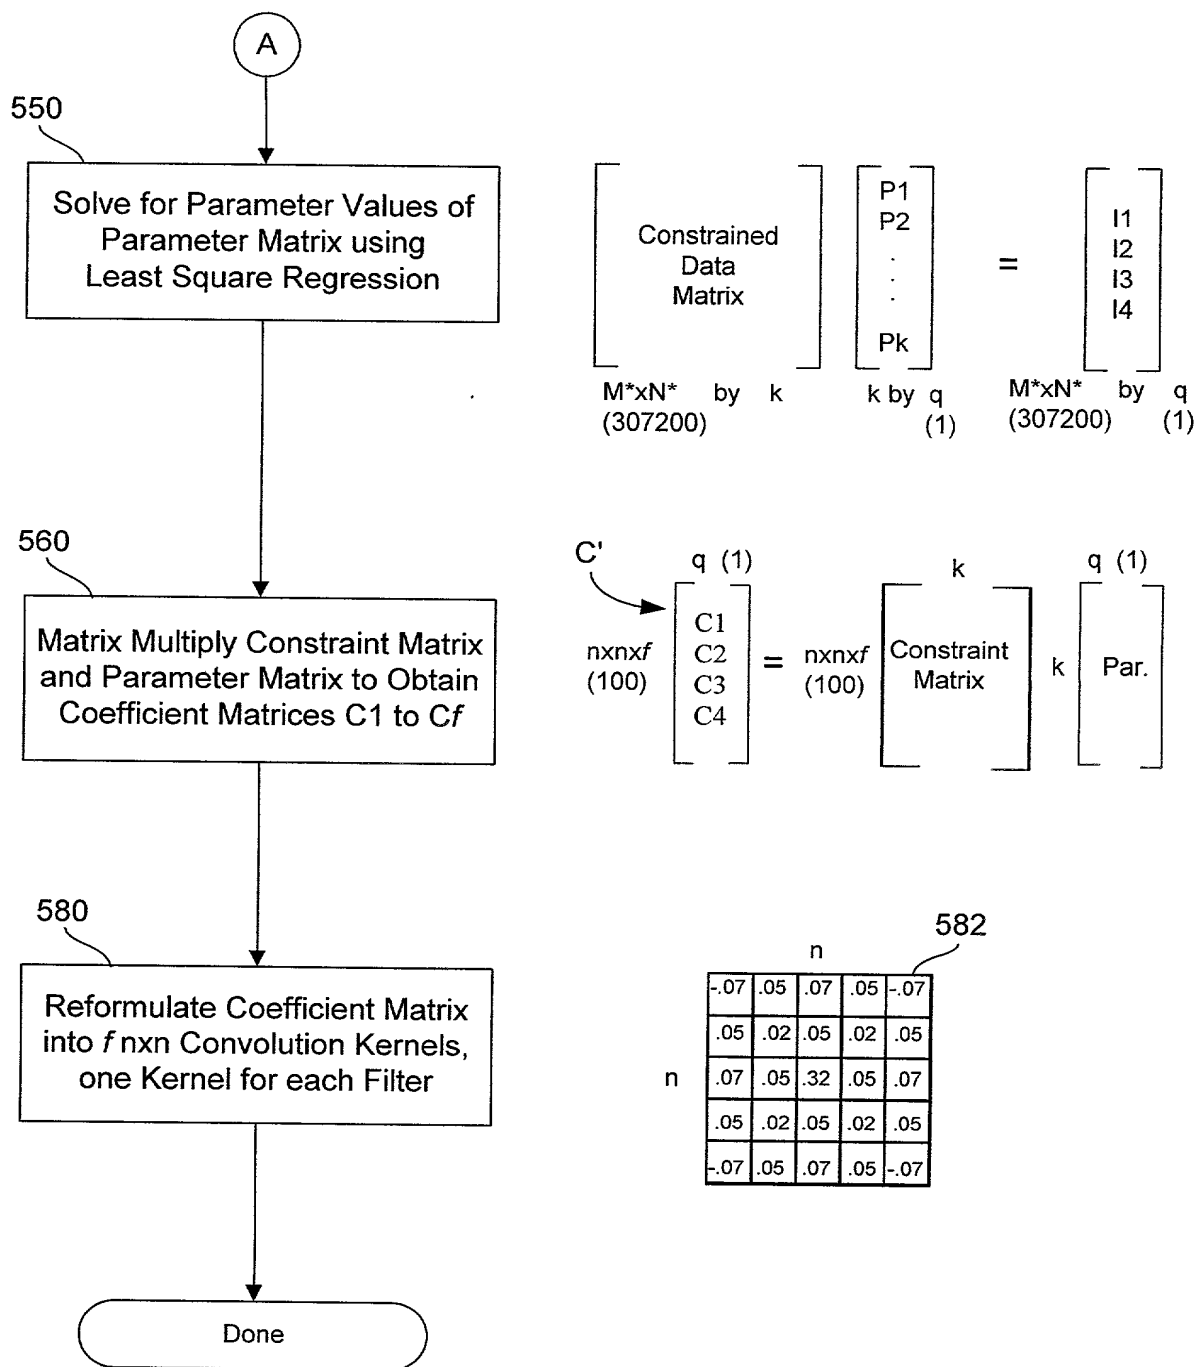 A
550
Solve for Parameter Values of
Parameter Matrix using
Least Square Regression
Constrained
Data
Matrix
M*xN* by k
(307200)
P1
P2
.
.
.
Pk
k by q
(1)
=
I1
I2
I3
I4
M*xN* by q
(307200) (1)
560
Matrix Multiply Constraint Matrix
and Parameter Matrix to Obtain
Coefficient Matrices C1 to Cf
C'
q (1)
nxnxf
(100)
C1
C2
C3
C4
=
nxnxf
(100)
k
Constraint
Matrix
k
q (1)
Par.
580
Reformulate Coefficient Matrix
into f nxn Convolution Kernels,
one Kernel for each Filter
582
n
n
-.07 .05 .07 .05 -.07
.05 .02 .05 .02 .05
.07 .05 .32 .05 .07
.05 .02 .05 .02 .05
-.07 .05 .07 .05 -.07
Done